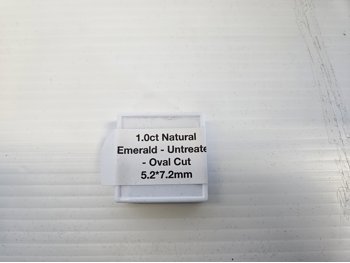 1.0ct Natural
Emerald - Untreate
- Oval Cut
5.2*7.2mm